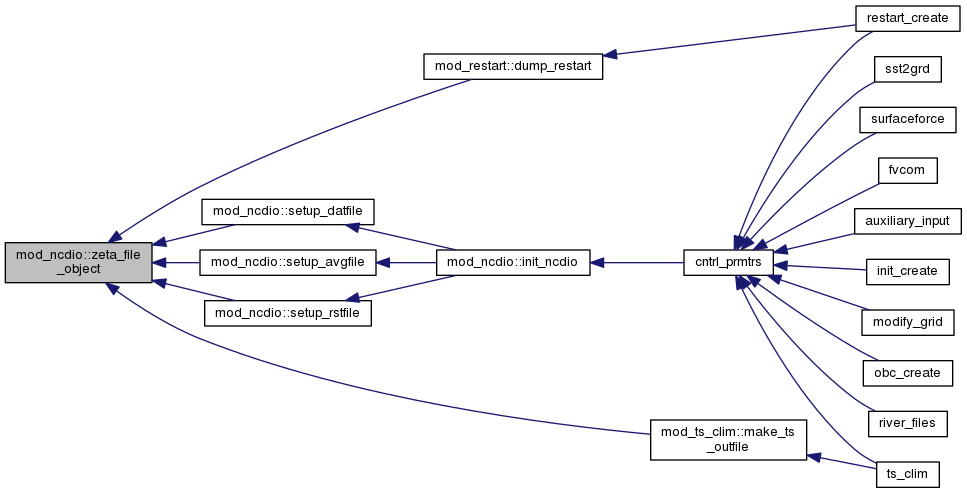 restart_create
mod_restart::dump_restart
sst2grd
surfaceforce
fvcom
mod_ncdio::setup_datfile
auxiliary_input
mod_ncdio::zeta_file
_object
mod_ncdio::setup_avgfile
mod_ncdio::init_ncdio
cntrl_prmtrs
init_create
mod_ncdio::setup_rstfile
modify_grid
obc_create
river_files
mod_ts_clim::make_ts
_outfile
ts_clim